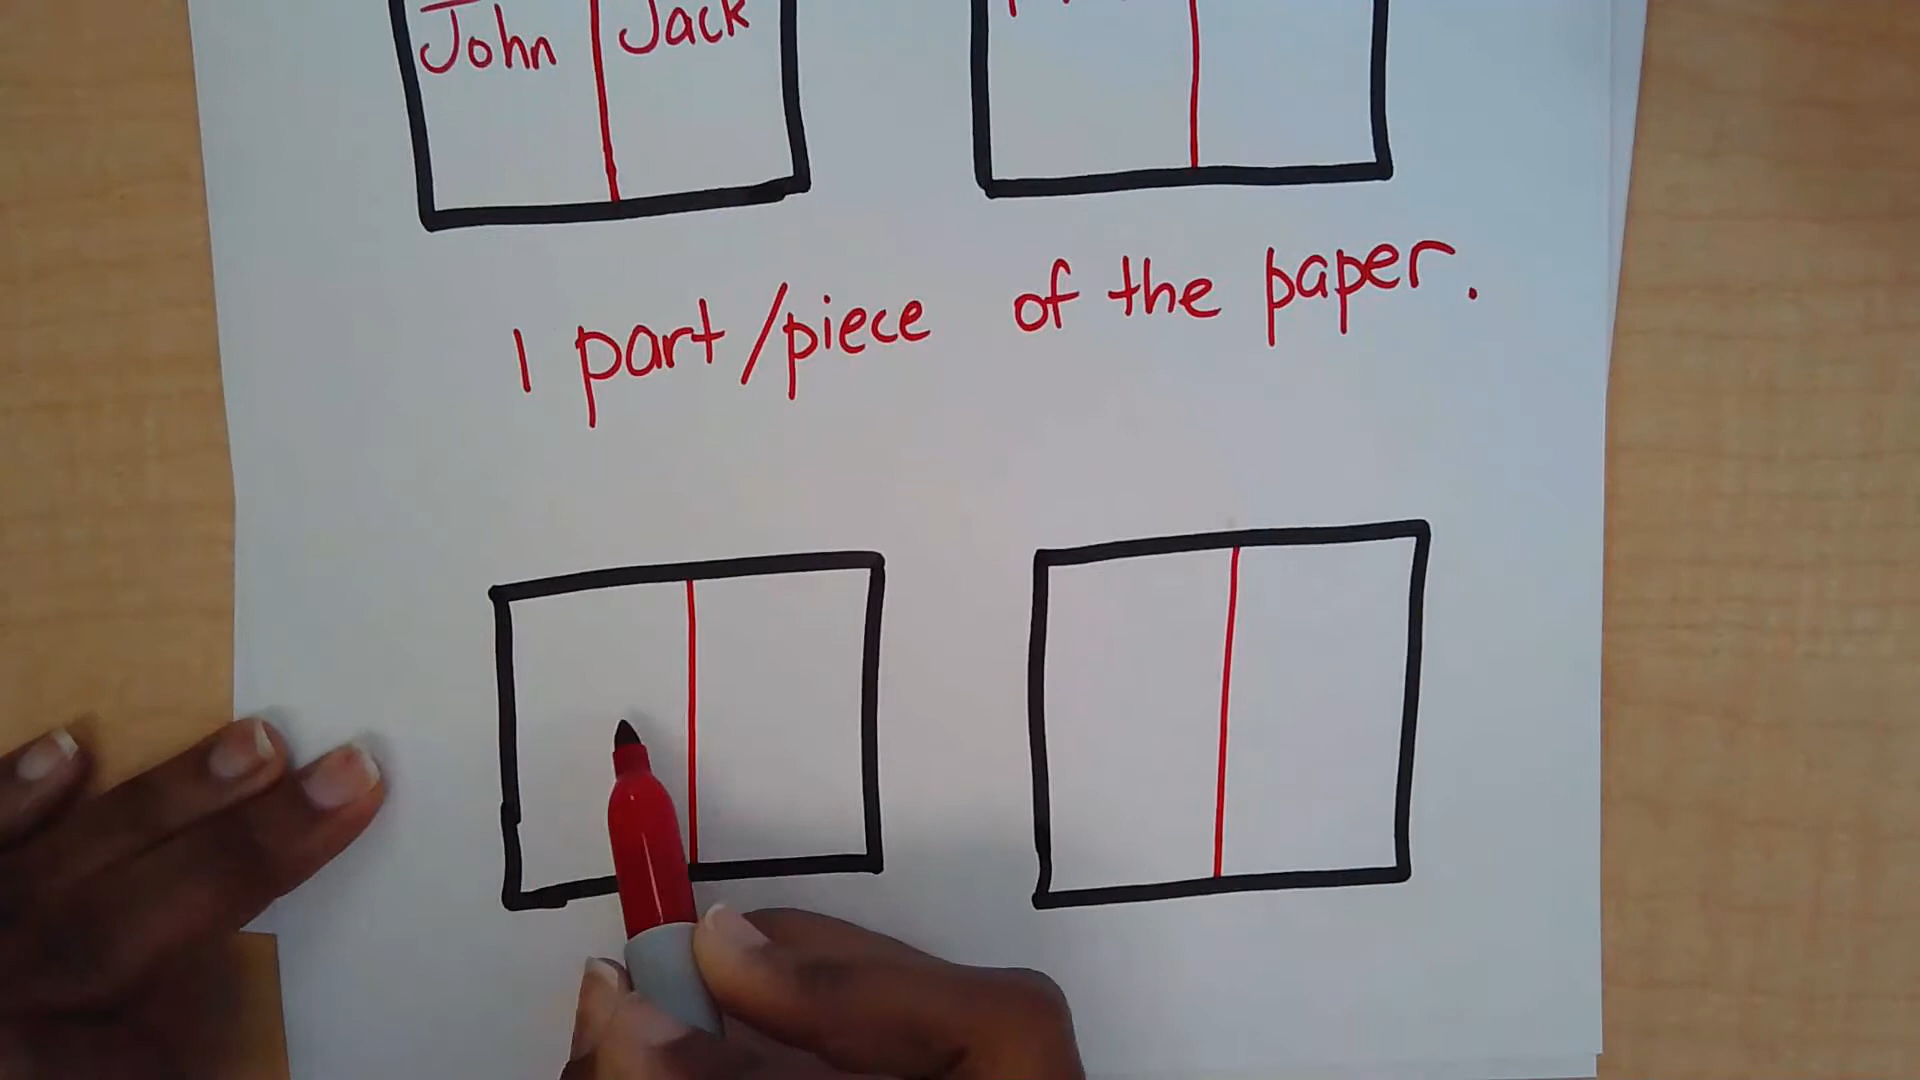 John Jack
1 part/piece of the paper.